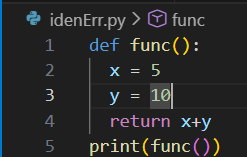 idenErr.py > func
1 def func():
2   x = 5
3   y = 10
4   return x+y
5 print(func())